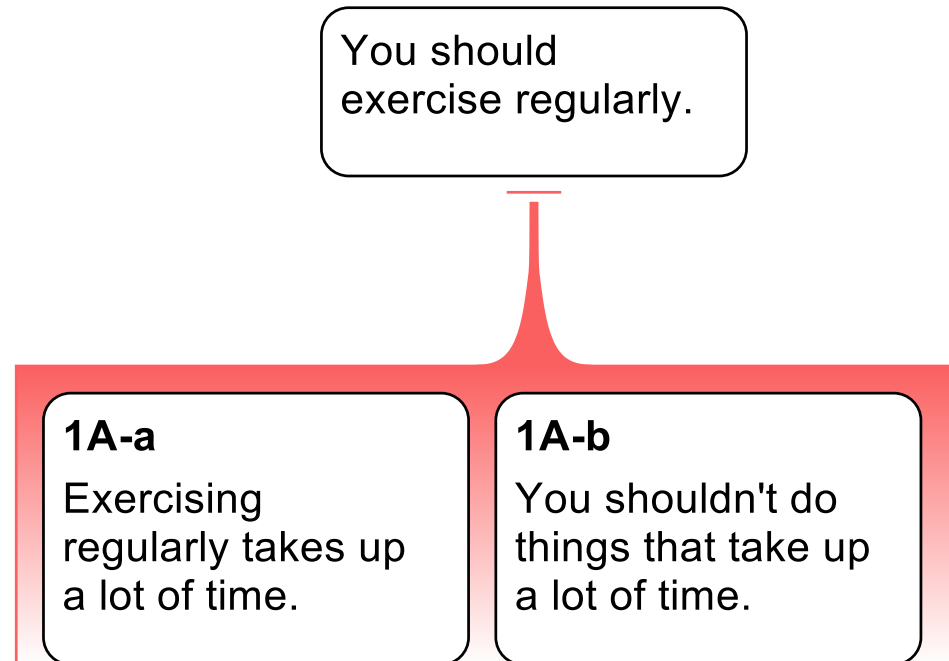 You should
exercise regularly.
1A-a
Exercising
regularly takes up
a lot of time.
1A-b
You shouldn't do
things that take up
a lot of time.